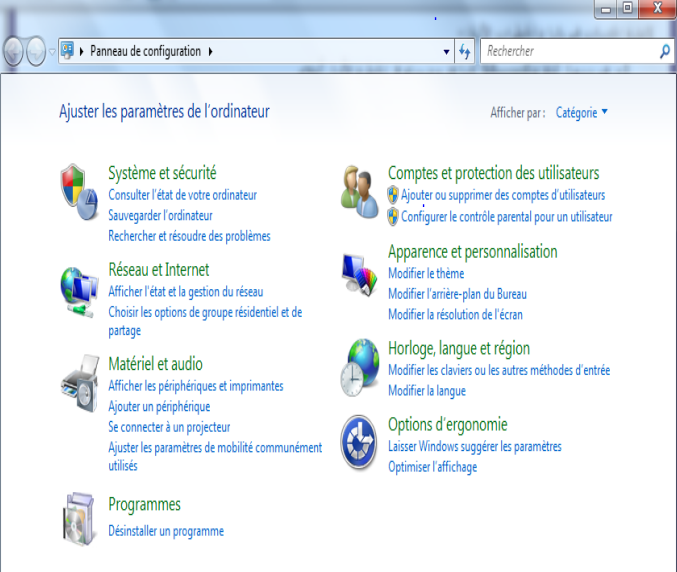 Panneau de configuration
Rechercher
Ajuster les paramètres de l'ordinateur
Afficher par : Catégorie
Système et sécurité
Consulter l'état de votre ordinateur
Sauvegarder l'ordinateur
Rechercher et résoudre des problèmes
Réseau et Internet
Afficher l'état et la gestion du réseau
Choisir les options de groupe résidentiel et de
partage
Matériel et audio
Afficher les périphériques et imprimantes
Ajouter un périphérique
Se connecter à un projecteur
Ajuster les paramètres de mobilité communément
utilisés
Programmes
Désinstaller un programme
Comptes et protection des utilisateurs
Ajouter ou supprimer des comptes d'utilisateurs
Configurer le contrôle parental pour un utilisateur
Apparence et personnalisation
Modifier le thème
Modifier l'arrière-plan du Bureau
Modifier la résolution de l'écran
Horloge, langue et région
Modifier les claviers ou les autres méthodes d'entrée
Modifier la langue
Options d'ergonomie
Laisser Windows suggérer les paramètres
Optimiser l'affichage